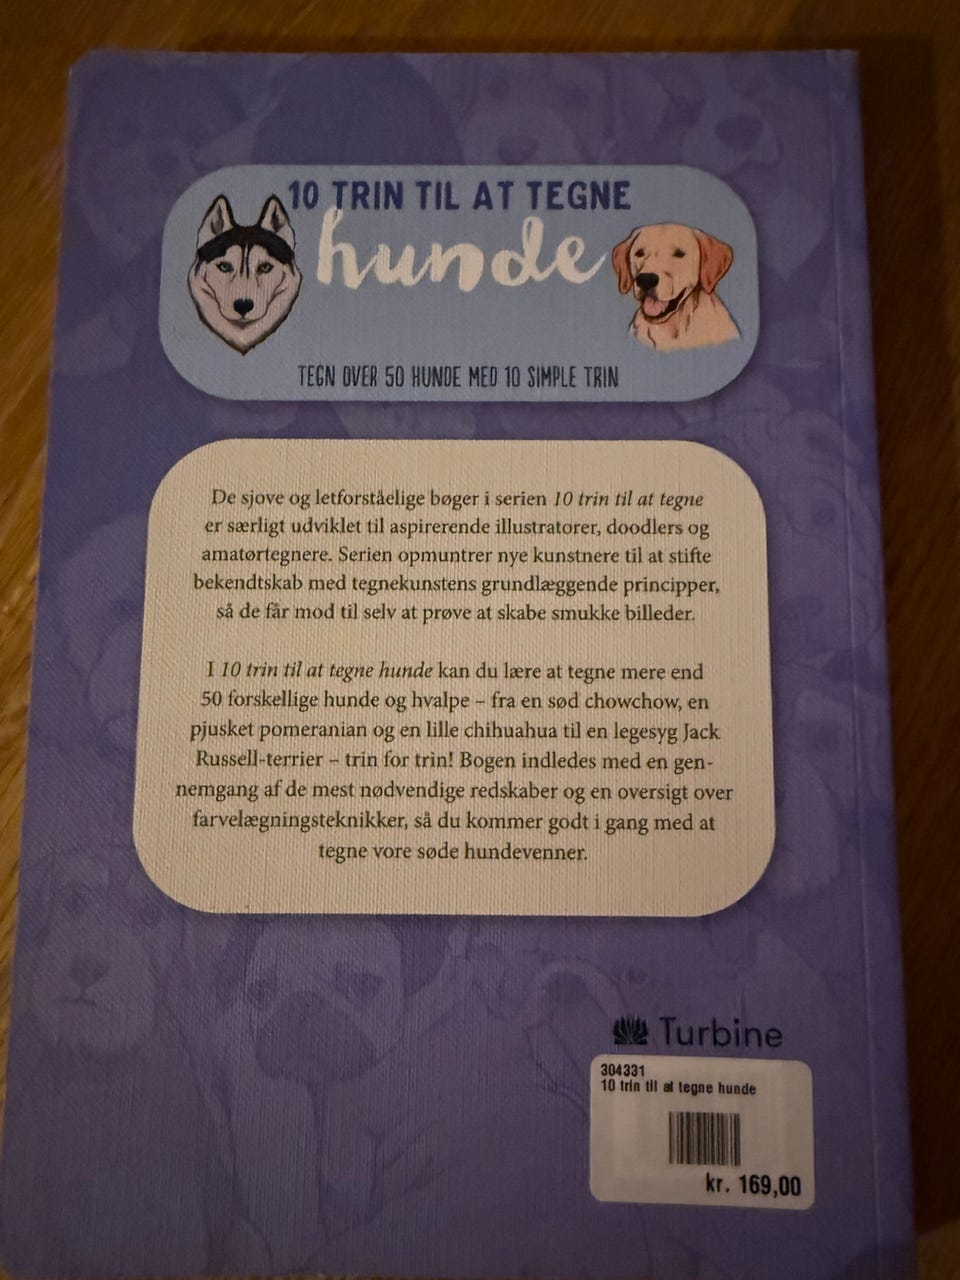 10 TRIN TIL AT TEGNE
hunde
TEGN OVER 50 HUNDE MED 10 SIMPLE TRIN
De sjove og letforståelige bøger i serien 10 trin til at tegne
er særligt udviklet til aspirerende illustratorer, doodlers og
amatørtegnere. Serien opmuntrer nye kunstnere til at stifte
bekendtskab med tegnekunstens grundlæggende principper,
så de får mod til selv at prøve at skabe smukke billeder.
I 10 trin til at tegne hunde kan du lære at tegne mere end
50 forskellige hunde og hvalpe – fra en sød chowchow, en
pjusket pomeranian og en lille chihuahua til en legesyg Jack
Russell-terrier – trin for trin! Bogen indledes med en gen-
nemgang af de mest nødvendige redskaber og en oversigt over
farvelægningsteknikker, så du kommer godt i gang med at
tegne vore søde hundevenner.
Turbine
304331
10 trin til at tegne hunde
kr. 169,00